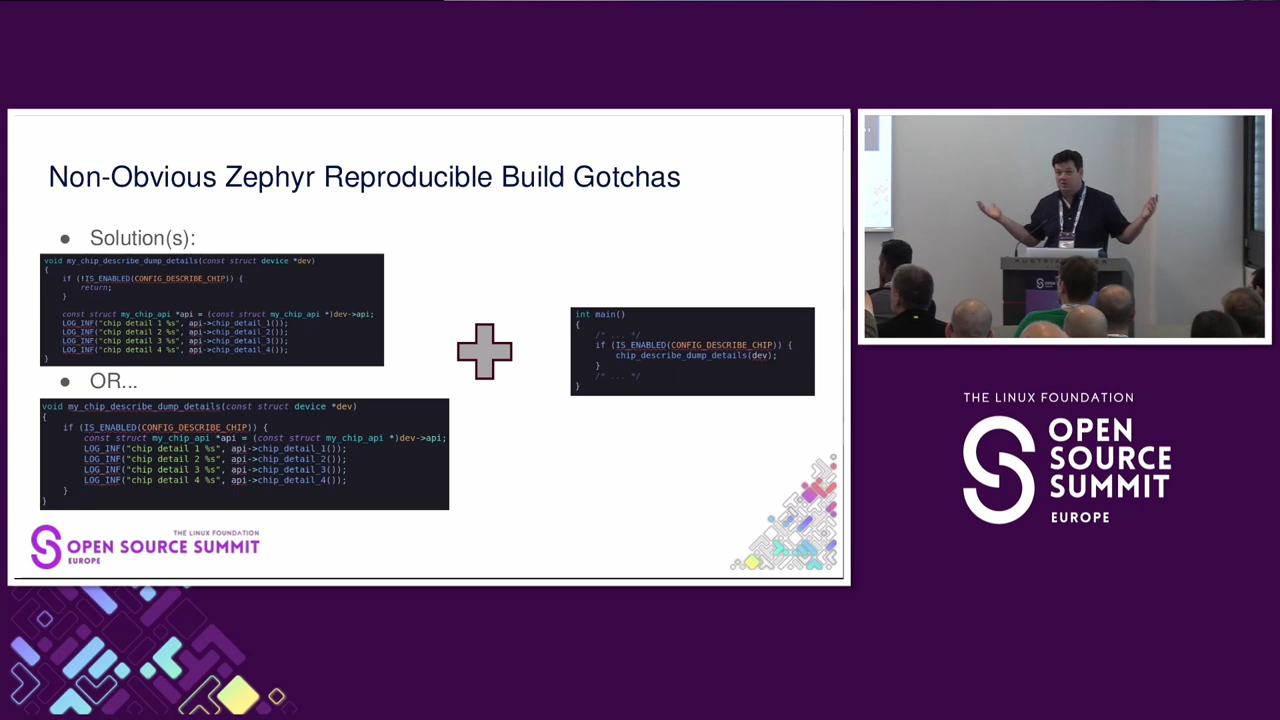 Non-Obvious Zephyr Reproducible Build Gotchas
● Solution(s):
void my_chip_describe_dump_details(const struct device *dev)
{
if (!IS_ENABLED(CONFIG_DESCRIBE_CHIP)) {
return;
}
const struct my_chip_api *api = (const struct my_chip_api *)dev->api;
LOG_INF("chip detail 1 %s", api->chip_detail_1());
LOG_INF("chip detail 2 %s", api->chip_detail_2());
LOG_INF("chip detail 3 %s", api->chip_detail_3());
LOG_INF("chip detail 4 %s", api->chip_detail_4());
}
● OR...
void my_chip_describe_dump_details(const struct device *dev)
{
if (IS_ENABLED(CONFIG_DESCRIBE_CHIP)) {
const struct my_chip_api *api = (const struct my_chip_api *)dev->api;
LOG_INF("chip detail 1 %s", api->chip_detail_1());
LOG_INF("chip detail 2 %s", api->chip_detail_2());
LOG_INF("chip detail 3 %s", api->chip_detail_3());
LOG_INF("chip detail 4 %s", api->chip_detail_4());
}
}
int main()
{
/* ... */
if (IS_ENABLED(CONFIG_DESCRIBE_CHIP)) {
chip_describe_dump_details(dev);
}
/* ... */
}
THE LINUX FOUNDATION
OPEN SOURCE SUMMIT
EUROPE
THE LINUX FOUNDATION
OPEN
SOURCE
SUMMIT
EUROPE